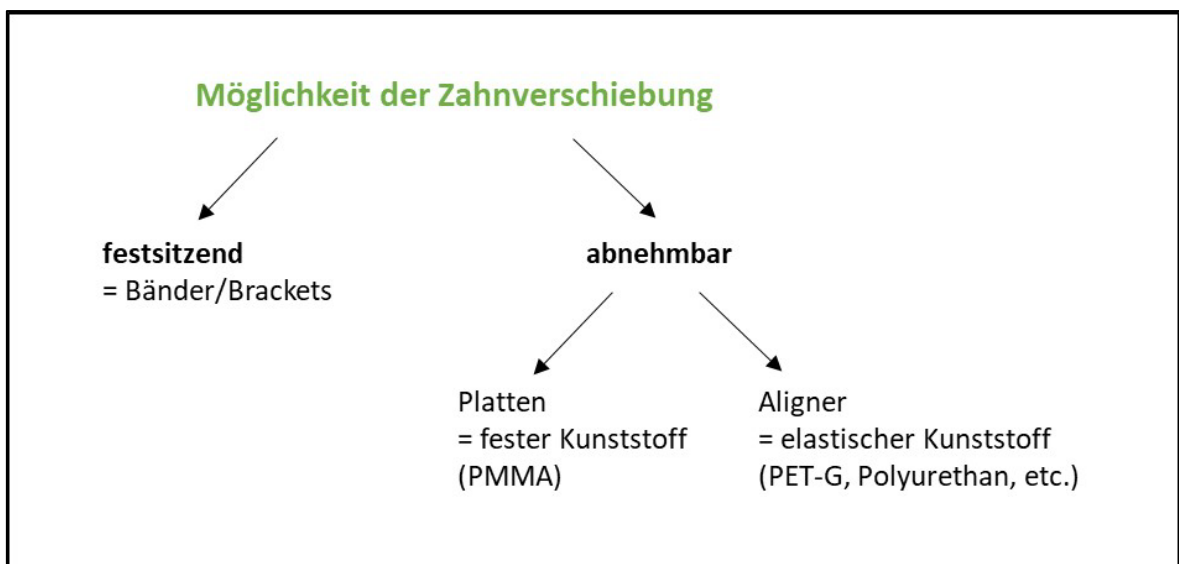 Möglichkeit der Zahnverschiebung
festsitzend
= Bänder/Brackets
abnehmbar
Platten
= fester Kunststoff
(PMMA)
Aligner
= elastischer Kunststoff
(PET-G, Polyurethan, etc.)